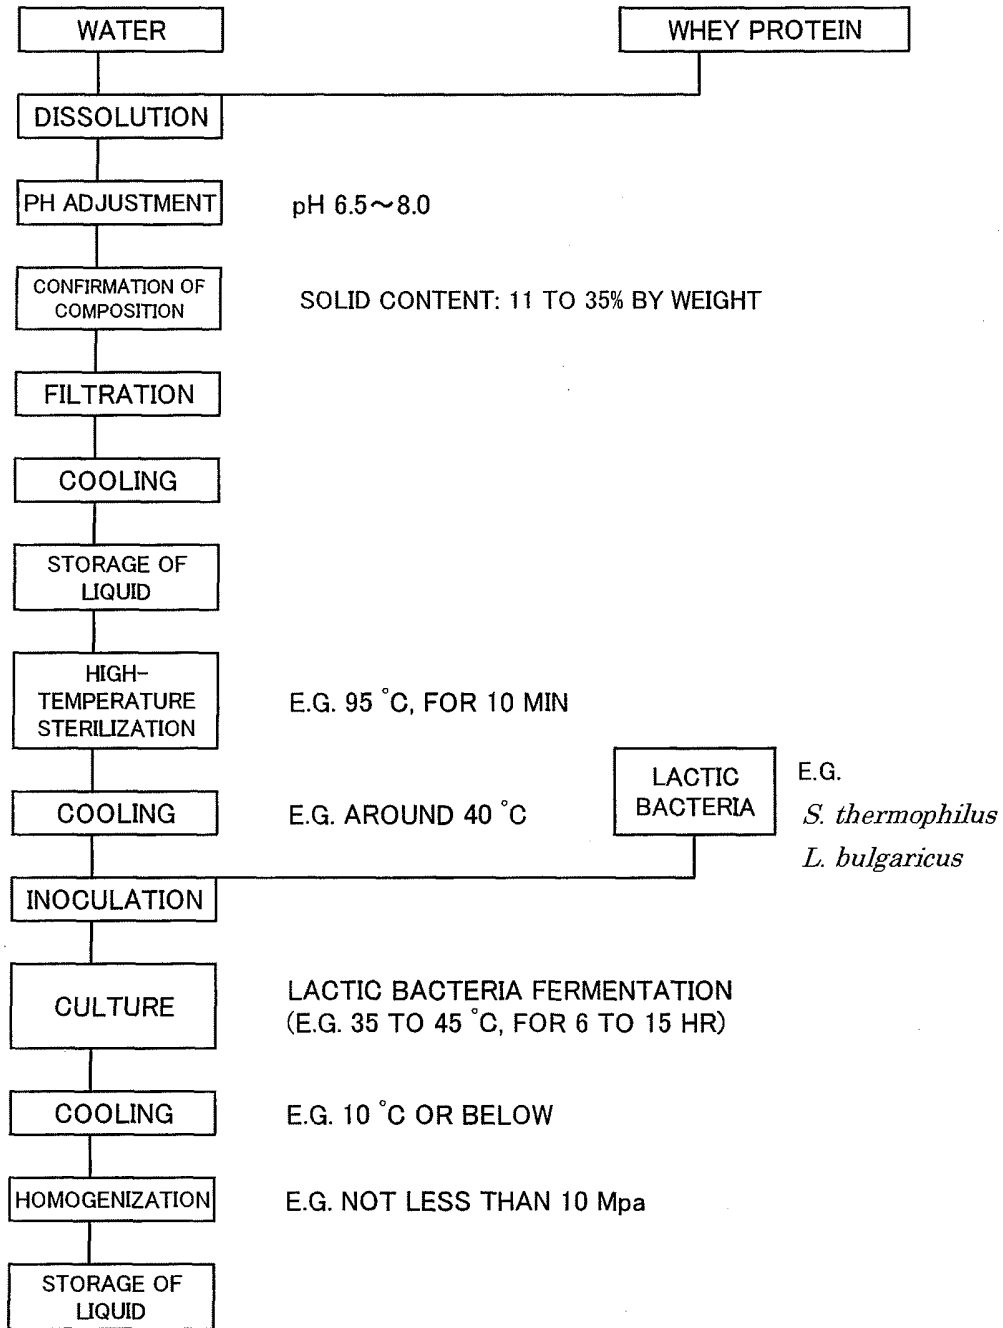 WATER
WHEY PROTEIN
DISSOLUTION
PH ADJUSTMENT
pH 6.5～8.0
CONFIRMATION OF
COMPOSITION
SOLID CONTENT: 11 TO 35% BY WEIGHT
FILTRATION
COOLING
STORAGE OF
LIQUID
HIGH-
TEMPERATURE
STERILIZATION
E.G. 95 °C, FOR 10 MIN
COOLING
E.G. AROUND 40 °C
LACTIC
BACTERIA
E.G.
S. thermophilus
L. bulgaricus
INOCULATION
CULTURE
LACTIC BACTERIA FERMENTATION
(E.G. 35 TO 45 °C, FOR 6 TO 15 HR)
COOLING
E.G. 10 °C OR BELOW
HOMOGENIZATION
E.G. NOT LESS THAN 10 Mpa
STORAGE OF
LIQUID